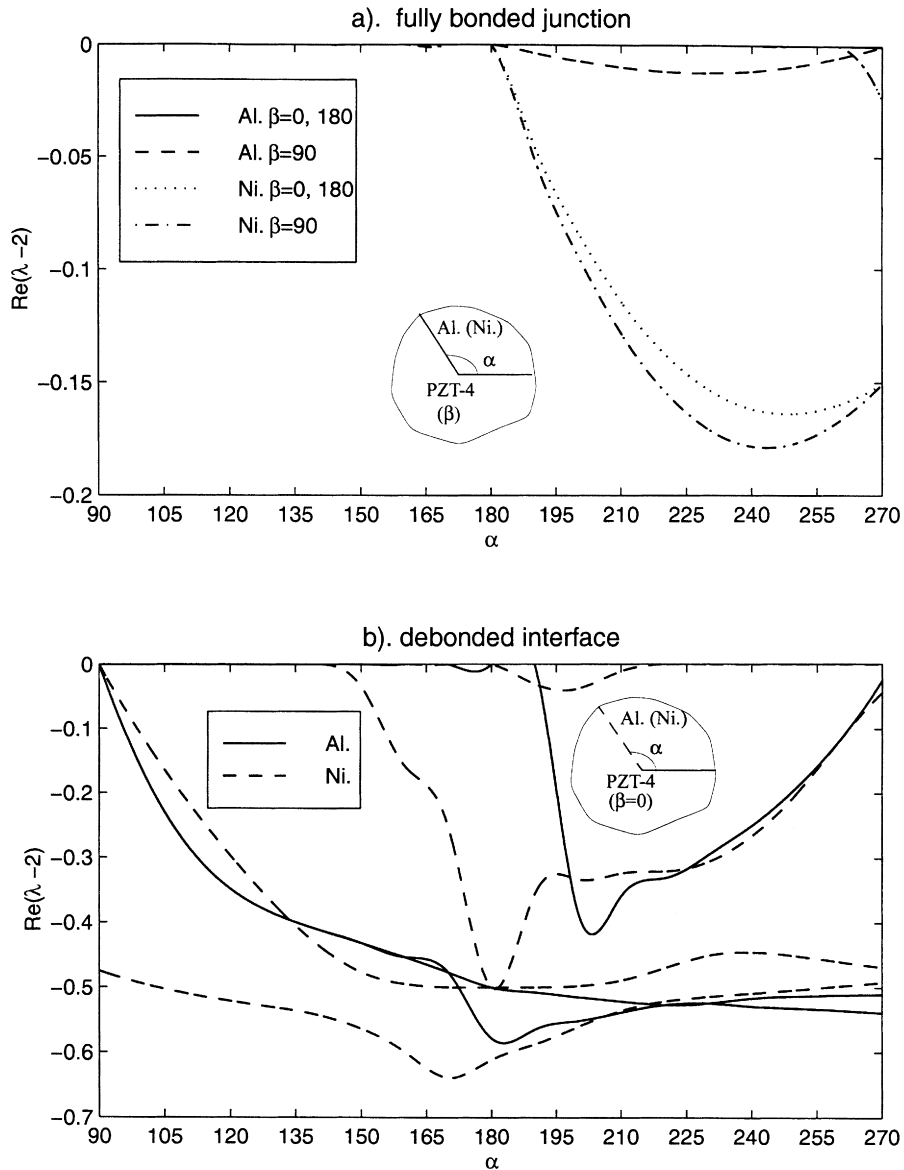 a). fully bonded junction
0
−0.05
−0.1
−0.15
−0.2
Re(λ −2)
Al. β=0, 180
Al. β=90
Ni. β=0, 180
Ni. β=90
Al. (Ni.)
α
PZT-4
(β)
90 105 120 135 150 165 180 195 210 225 240 255 270
α
b). debonded interface
0
−0.1
−0.2
−0.3
−0.4
−0.5
−0.6
−0.7
Re(λ −2)
Al.
Ni.
Al. (Ni.)
α
PZT-4
(β=0)
90 105 120 135 150 165 180 195 210 225 240 255 270
α